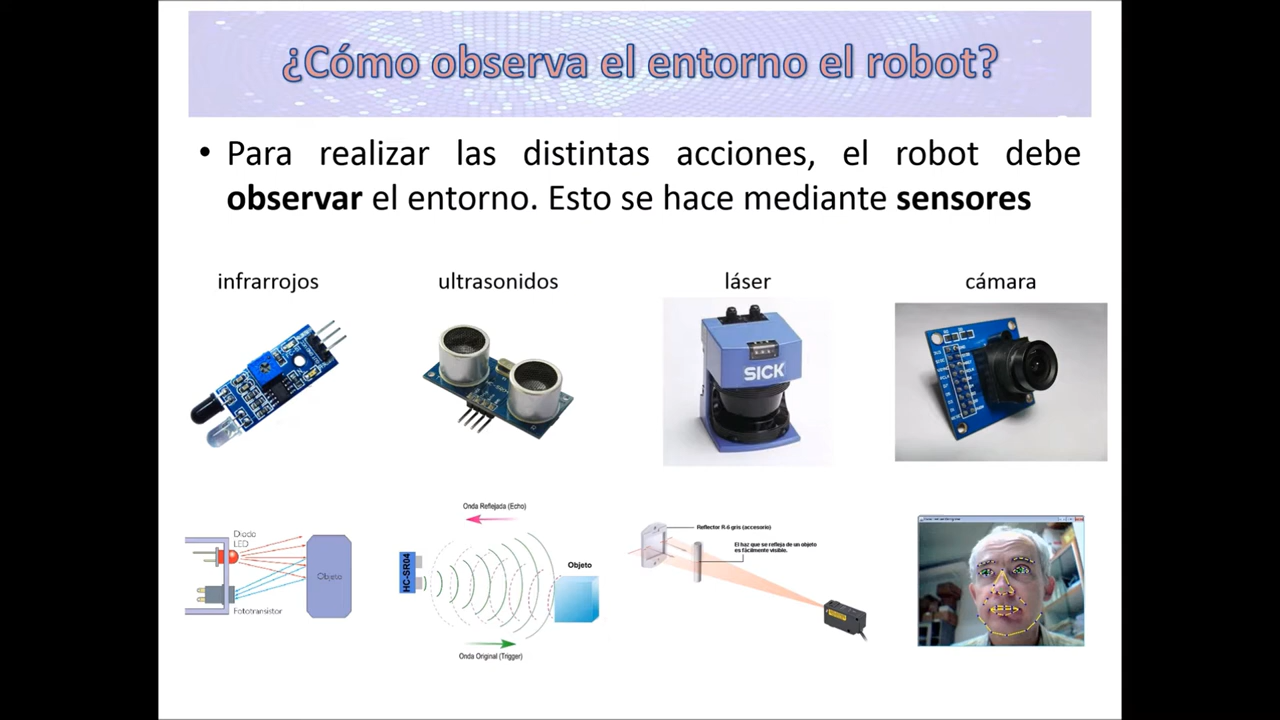 ¿Cómo observa el entorno el robot?
• Para realizar las distintas acciones, el robot debe
observar el entorno. Esto se hace mediante sensores
infrarrojos
ultrasonidos
láser
cámara
SICK
Diodo
LED
Objeto
Fototransistor
Onda Reflejada (Echo)
HC-SR04
Objeto
Onda Original (Trigger)
Reflector R-6 gris (accesorio)
El haz que se refleja de un objeto
es fácilmente visible.